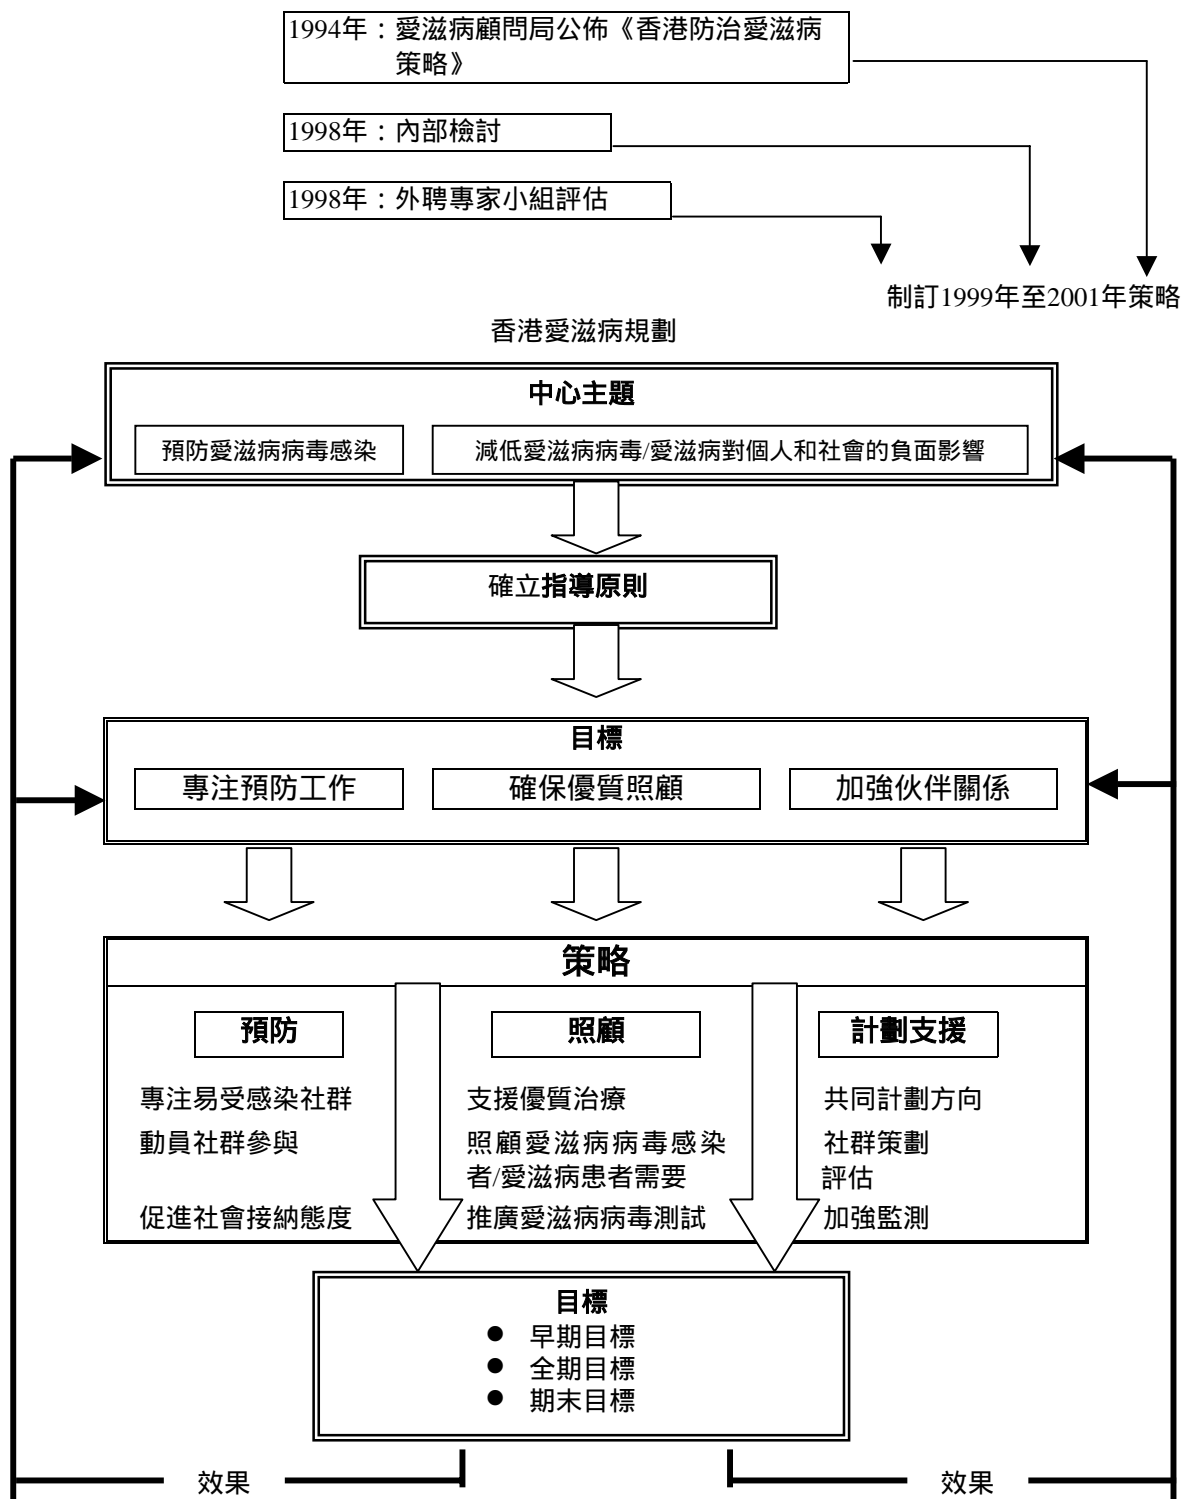 1994年：愛滋病顧問局公佈《香港防治愛滋病
策略》
1998年：內部檢討
1998年：外聘專家小組評估
制訂1999年至2001年策略
香港愛滋病規劃
中心主題
預防愛滋病病毒感染
減低愛滋病病毒/愛滋病對個人和社會的負面影響
確立指導原則
目標
專注預防工作
確保優質照顧
加強伙伴關係
策略
預防
專注易受感染社群
動員社群參與
促進社會接納態度
照顧
支援優質治療
照顧愛滋病病毒感染
者/愛滋病患者需要
推廣愛滋病病毒測試
計劃支援
共同計劃方向
社群策劃
評估
加強監測
目標
● 早期目標
● 全期目標
● 期末目標
效果
效果